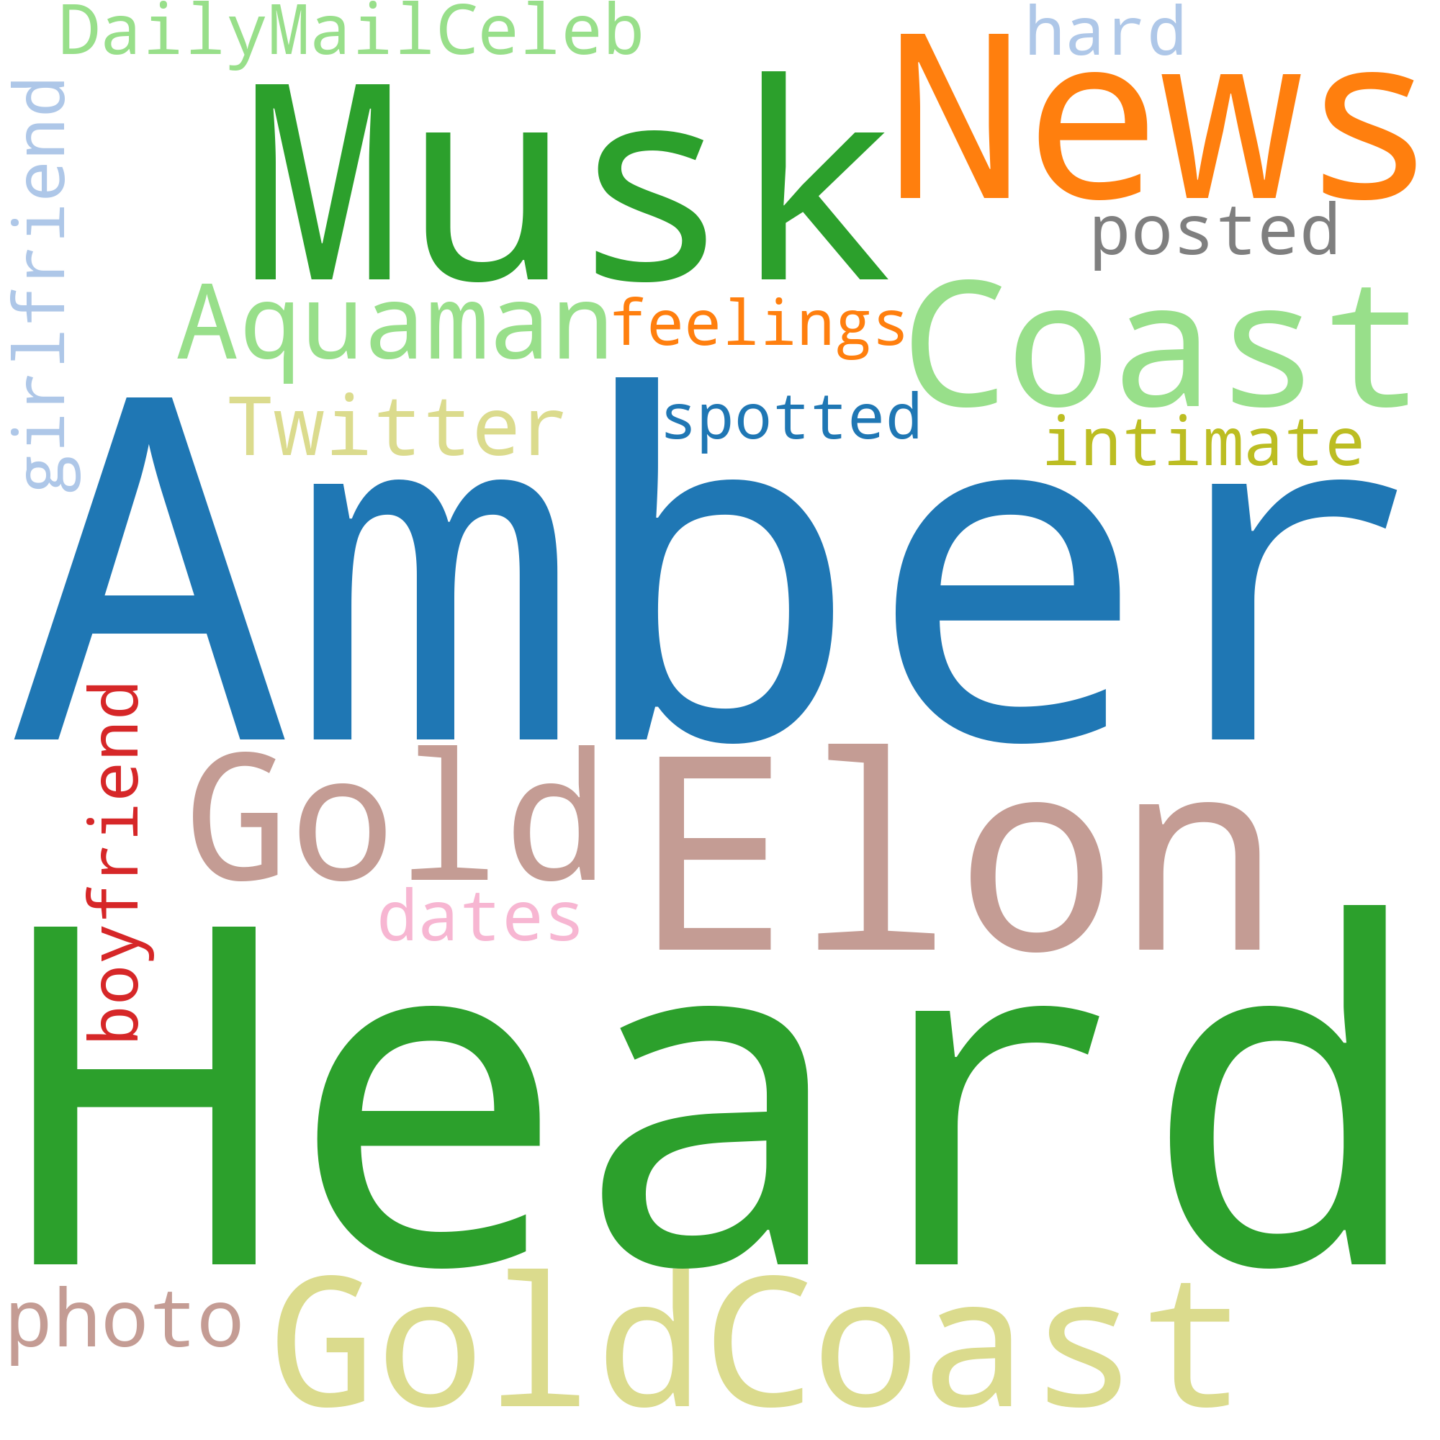 DailyMailCeleb
hard
girlfriend
Musk
News
posted
Aquaman
feelings
Coast
Twitter
spotted
intimate
Amber
boyfriend
Gold
Elon
dates
Heard
photo
GoldCoast